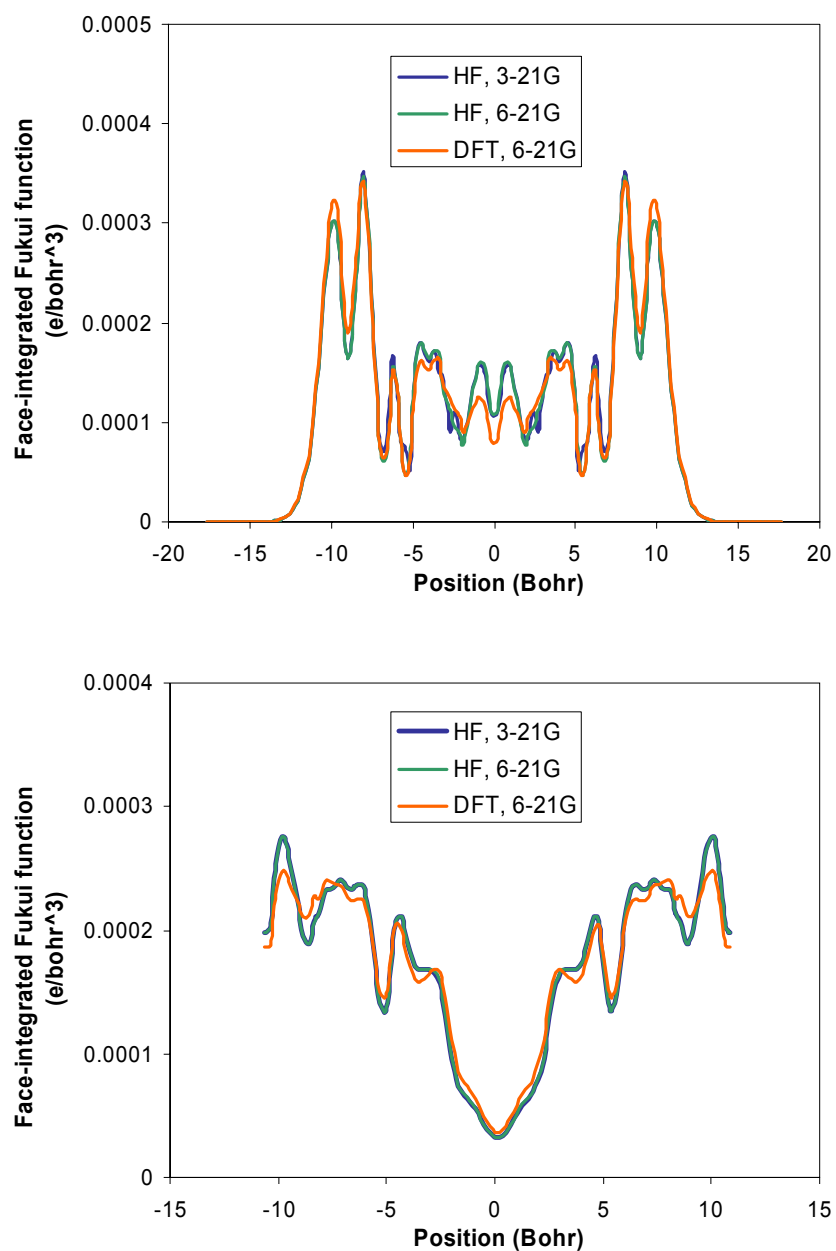 0.0005
0.0004
0.0003
0.0002
0.0001
0
Face-integrated Fukui function
(e/bohr^3)
HF, 3-21G
HF, 6-21G
DFT, 6-21G
-20 -15 -10 -5 0 5 10 15 20
Position (Bohr)
0.0004
0.0003
0.0002
0.0001
0
Face-integrated Fukui function
(e/bohr^3)
HF, 3-21G
HF, 6-21G
DFT, 6-21G
-15 -10 -5 0 5 10 15
Position (Bohr)